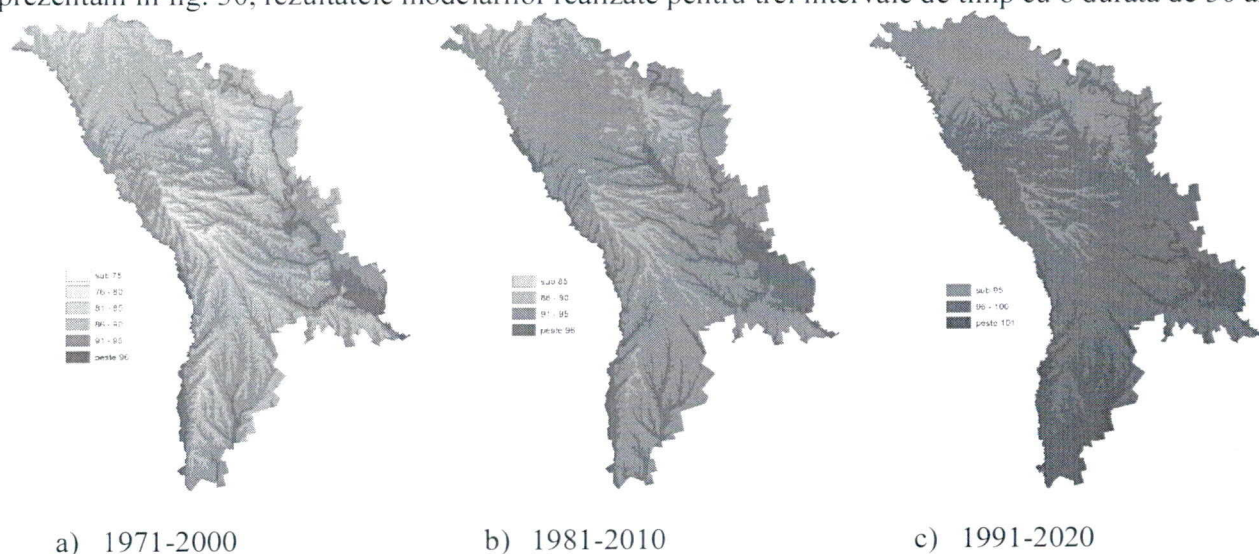 prezentăm în fig. 30, rezultatele modelărilor realizate pentru trei intervale de timp cu o durată de 30 a
sub 75
76 - 80
81 - 85
86 - 90
91 - 95
peste 96
sub 85
86 - 90
91 - 95
peste 96
sub 95
96 - 100
peste 101
a) 1971-2000
b) 1981-2010
c) 1991-2020